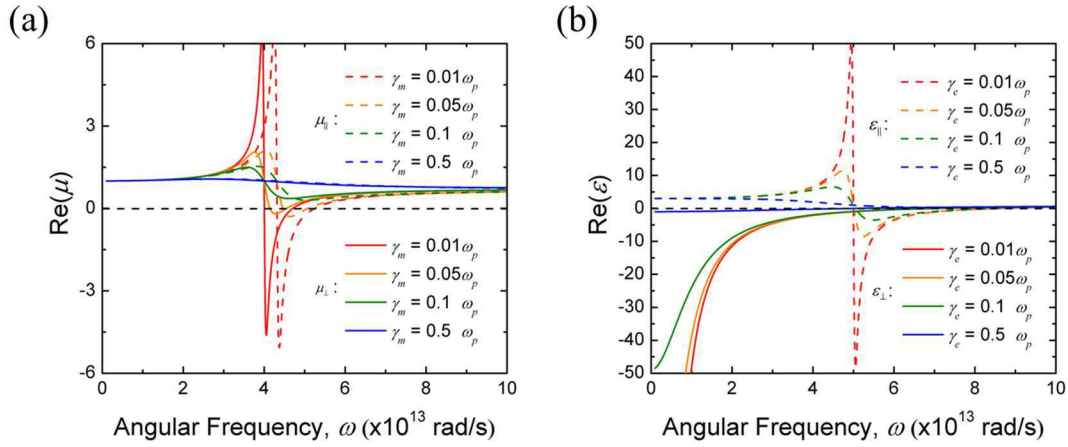 (a)
6
3
0
-3
-6
Re(μ)
γm = 0.01ωp
γm = 0.05ωp
μ∥:
γm = 0.1 ωp
γm = 0.5 ωp
γm = 0.01ωp
γm = 0.05ωp
μ⊥:
γm = 0.1 ωp
γm = 0.5 ωp
0 2 4 6 8 10
Angular Frequency, ω (x10¹³ rad/s)
(b)
50
40
30
20
10
0
-10
-20
-30
-40
-50
Re(ε)
γe = 0.01ωp
γe = 0.05ωp
ε∥:
γe = 0.1 ωp
γe = 0.5 ωp
γe = 0.01ωp
γe = 0.05ωp
ε⊥:
γe = 0.1 ωp
γe = 0.5 ωp
0 2 4 6 8 10
Angular Frequency, ω (x10¹³ rad/s)